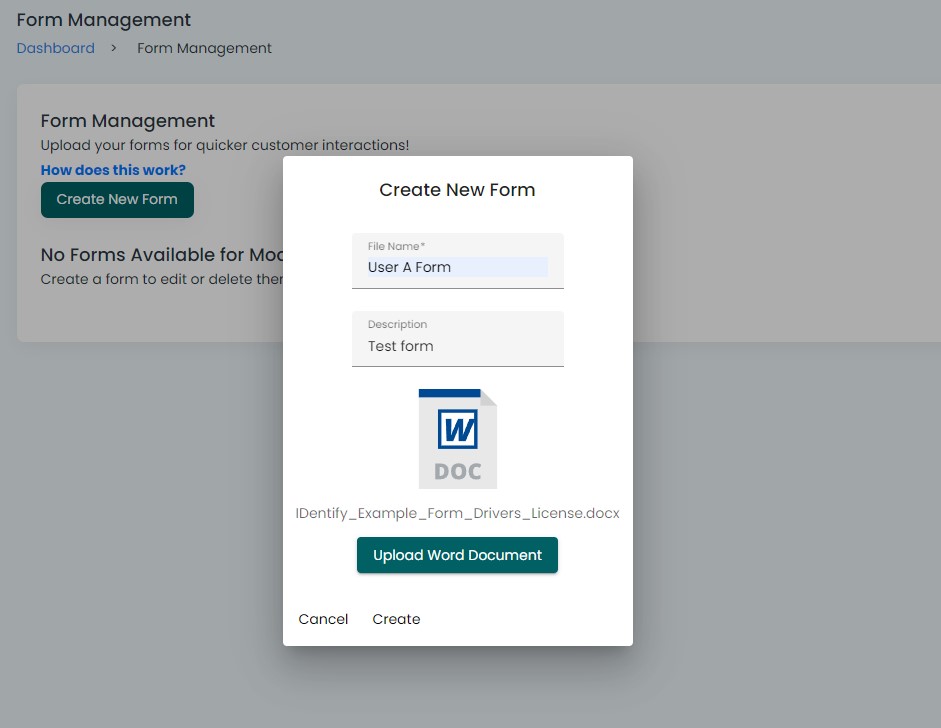 Form Management
Dashboard > Form Management
Form Management
Upload your forms for quicker customer interactions!
How does this work?
Create New Form
No Forms Available for
Create a form to edit or delete
Create New Form
File Name*
User A Form
Description
Test form
W
DOC
IDentify_Example_Form_Drivers_License.docx
Upload Word Document
Cancel Create